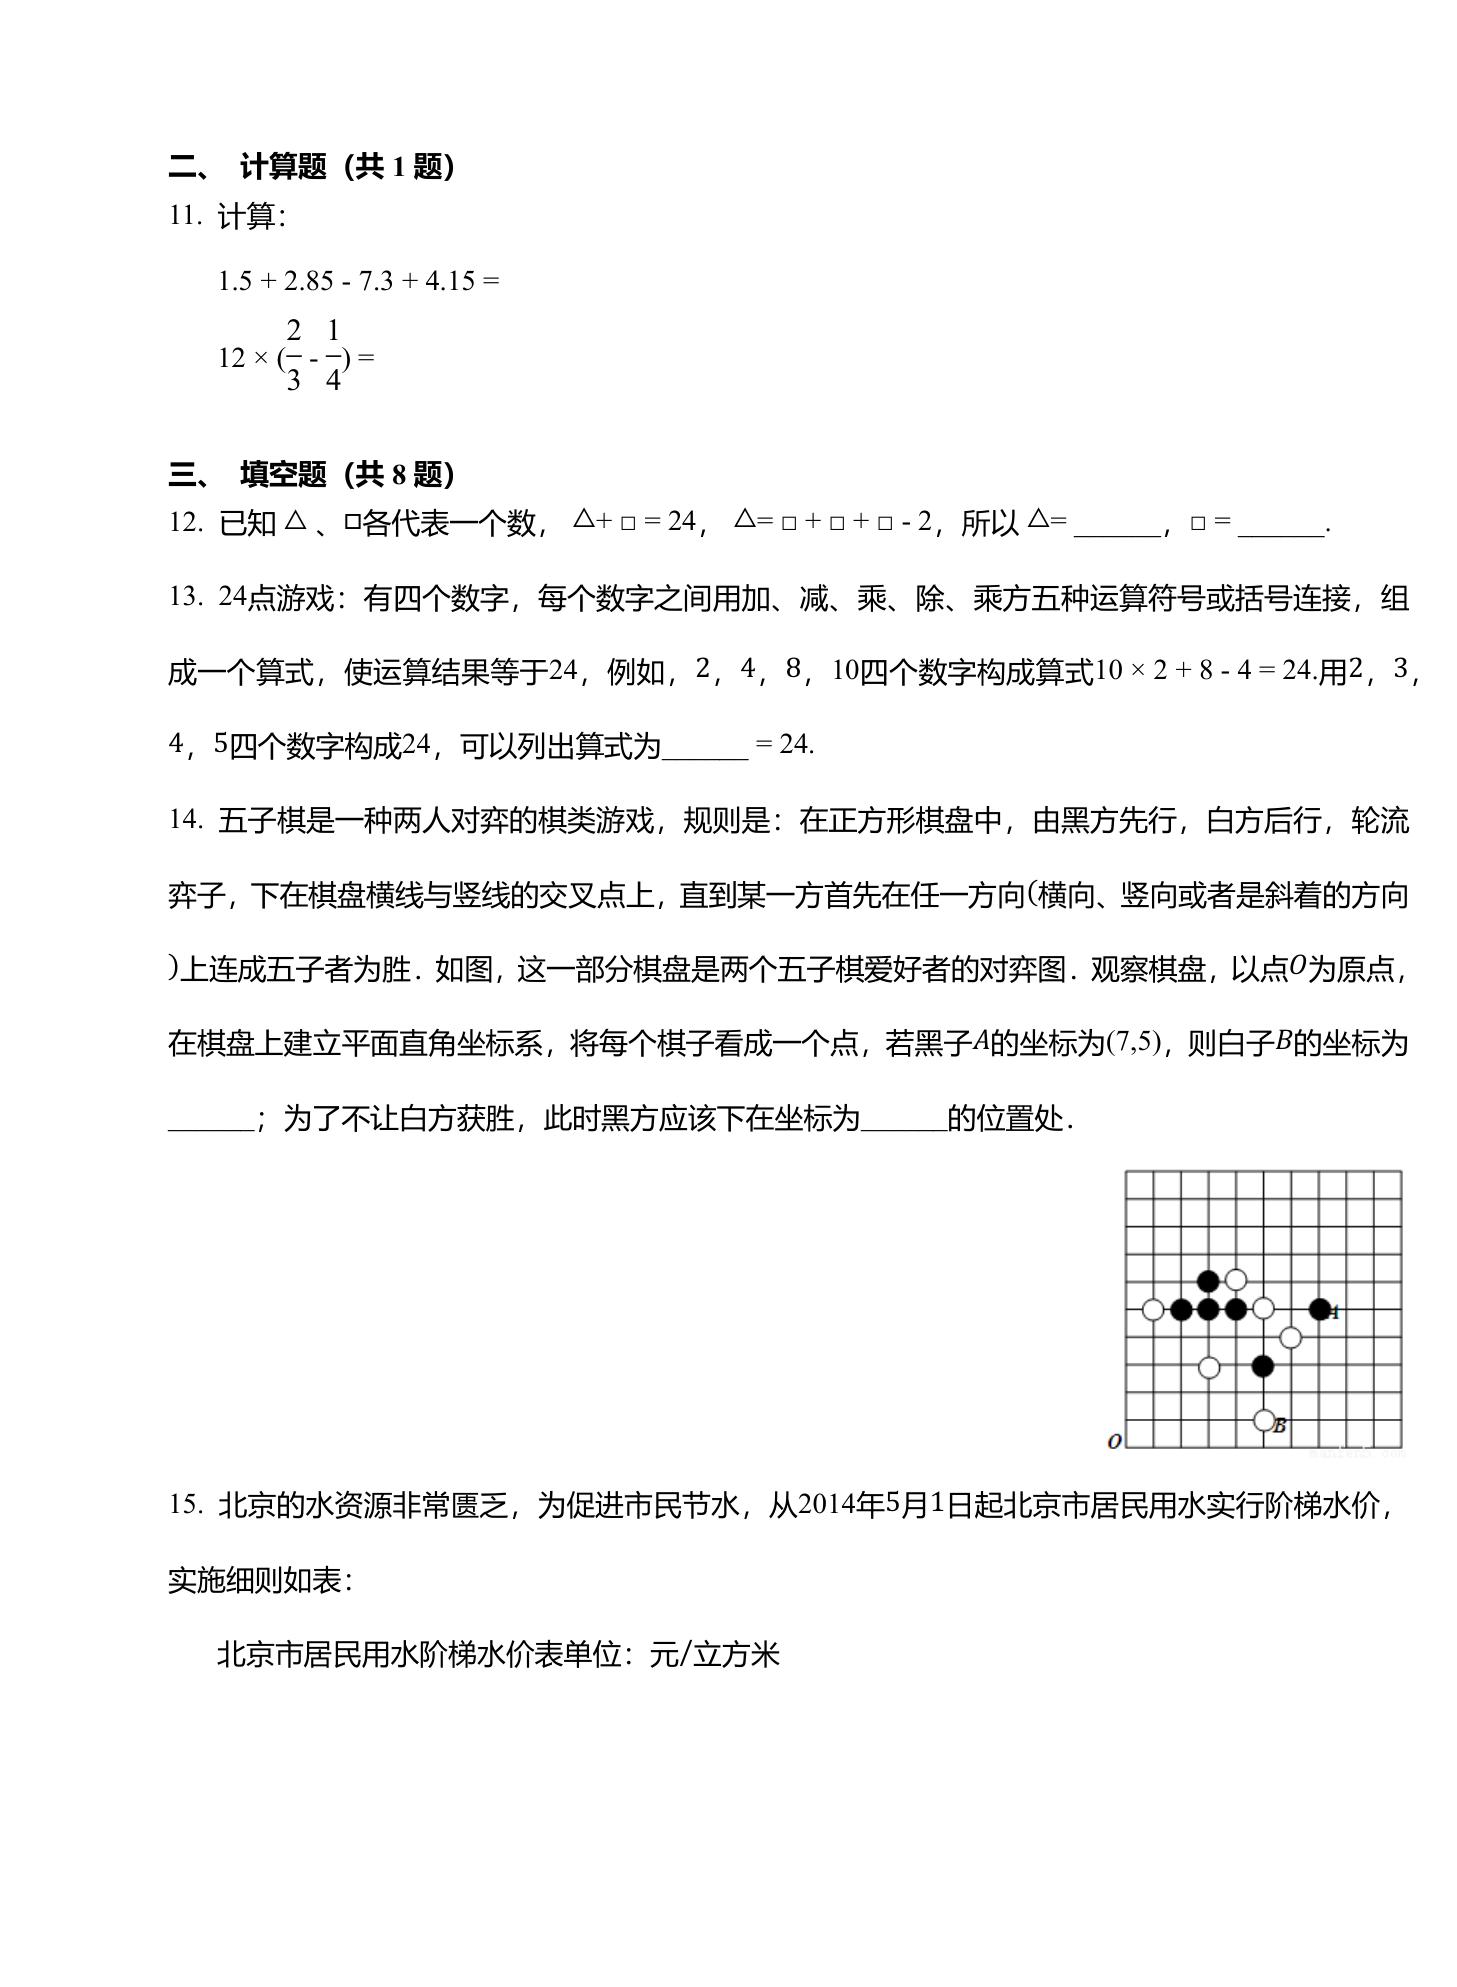 二、 计算题（共 1 题）
11. 计算：
1.5 + 2.85 - 7.3 + 4.15 =
12 × (2/3 - 1/4) =
三、 填空题（共 8 题）
12. 已知 △ 、□各代表一个数， △+ □ = 24， △= □ + □ + □ - 2，所以 △= ______，□ = ______.
13. 24点游戏：有四个数字，每个数字之间用加、减、乘、除、乘方五种运算符号或括号连接，组
成一个算式，使运算结果等于24，例如，2，4，8，10四个数字构成算式10 × 2 + 8 - 4 = 24.用2，3，
4，5四个数字构成24，可以列出算式为______ = 24.
14. 五子棋是一种两人对弈的棋类游戏，规则是：在正方形棋盘中，由黑方先行，白方后行，轮流
弈子，下在棋盘横线与竖线的交叉点上，直到某一方首先在任一方向(横向、竖向或者是斜着的方向
)上连成五子者为胜．如图，这一部分棋盘是两个五子棋爱好者的对弈图．观察棋盘，以点O为原点，
在棋盘上建立平面直角坐标系，将每个棋子看成一个点，若黑子A的坐标为(7,5)，则白子B的坐标为
______；为了不让白方获胜，此时黑方应该下在坐标为______的位置处．
A
B
O
15. 北京的水资源非常匮乏，为促进市民节水，从2014年5月1日起北京市居民用水实行阶梯水价，
实施细则如表：
北京市居民用水阶梯水价表单位：元/立方米